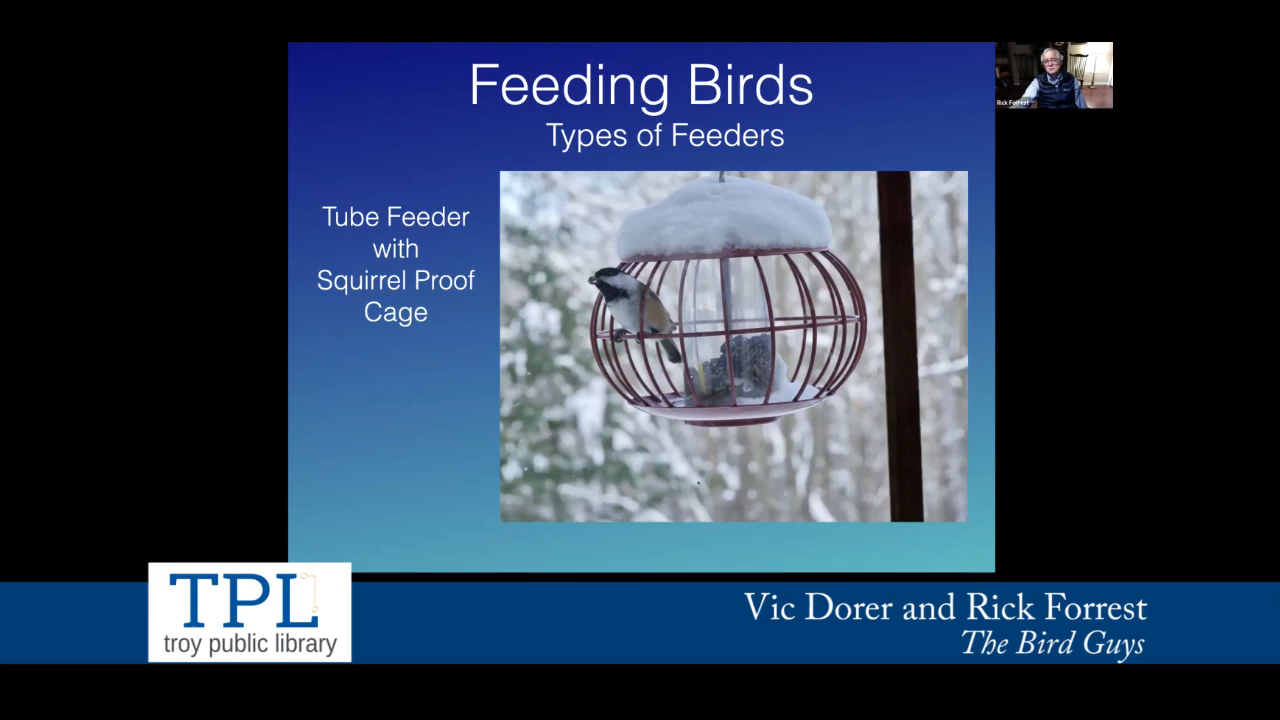 Feeding Birds
Types of Feeders
Tube Feeder
with
Squirrel Proof
Cage
Rick Forrest
TPL
troy public library
Vic Dorer and Rick Forrest
The Bird Guys